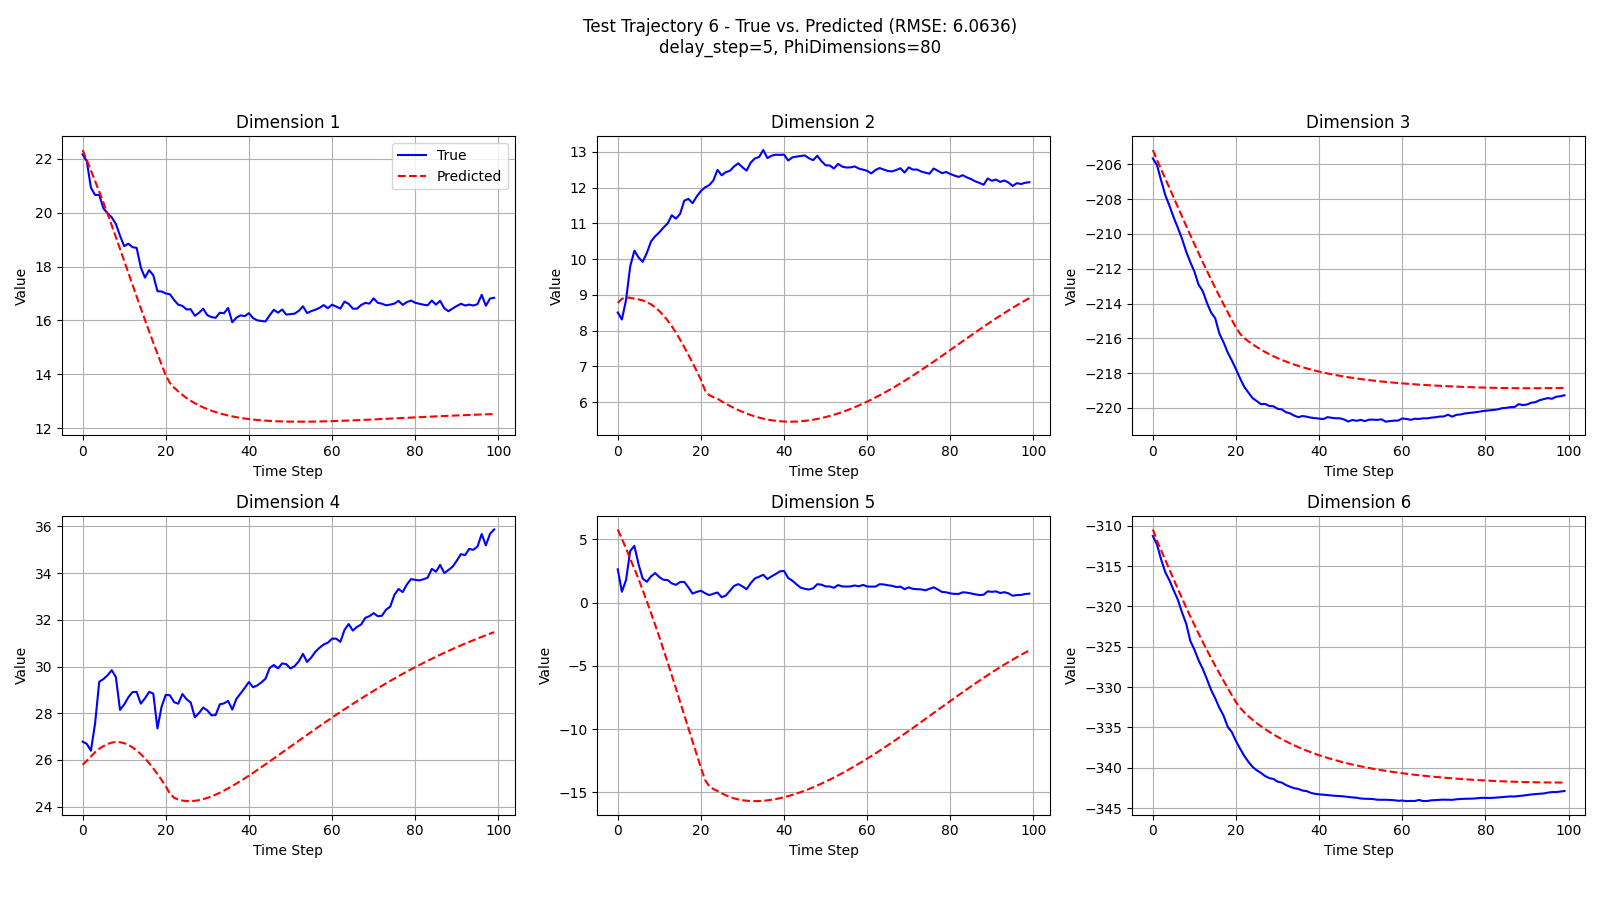 Test Trajectory 6 - True vs. Predicted (RMSE: 6.0636)
delay_step=5, PhiDimensions=80
Dimension 1
Value
22
20
18
16
14
12
0 20 40 60 80 100
Time Step
True
Predicted
Dimension 2
Value
13
12
11
10
9
8
7
6
0 20 40 60 80 100
Time Step
Dimension 3
Value
−206
−208
−210
−212
−214
−216
−218
−220
0 20 40 60 80 100
Time Step
Dimension 4
Value
36
34
32
30
28
26
24
0 20 40 60 80 100
Time Step
Dimension 5
Value
5
0
−5
−10
−15
0 20 40 60 80 100
Time Step
Dimension 6
Value
−310
−315
−320
−325
−330
−335
−340
−345
0 20 40 60 80 100
Time Step